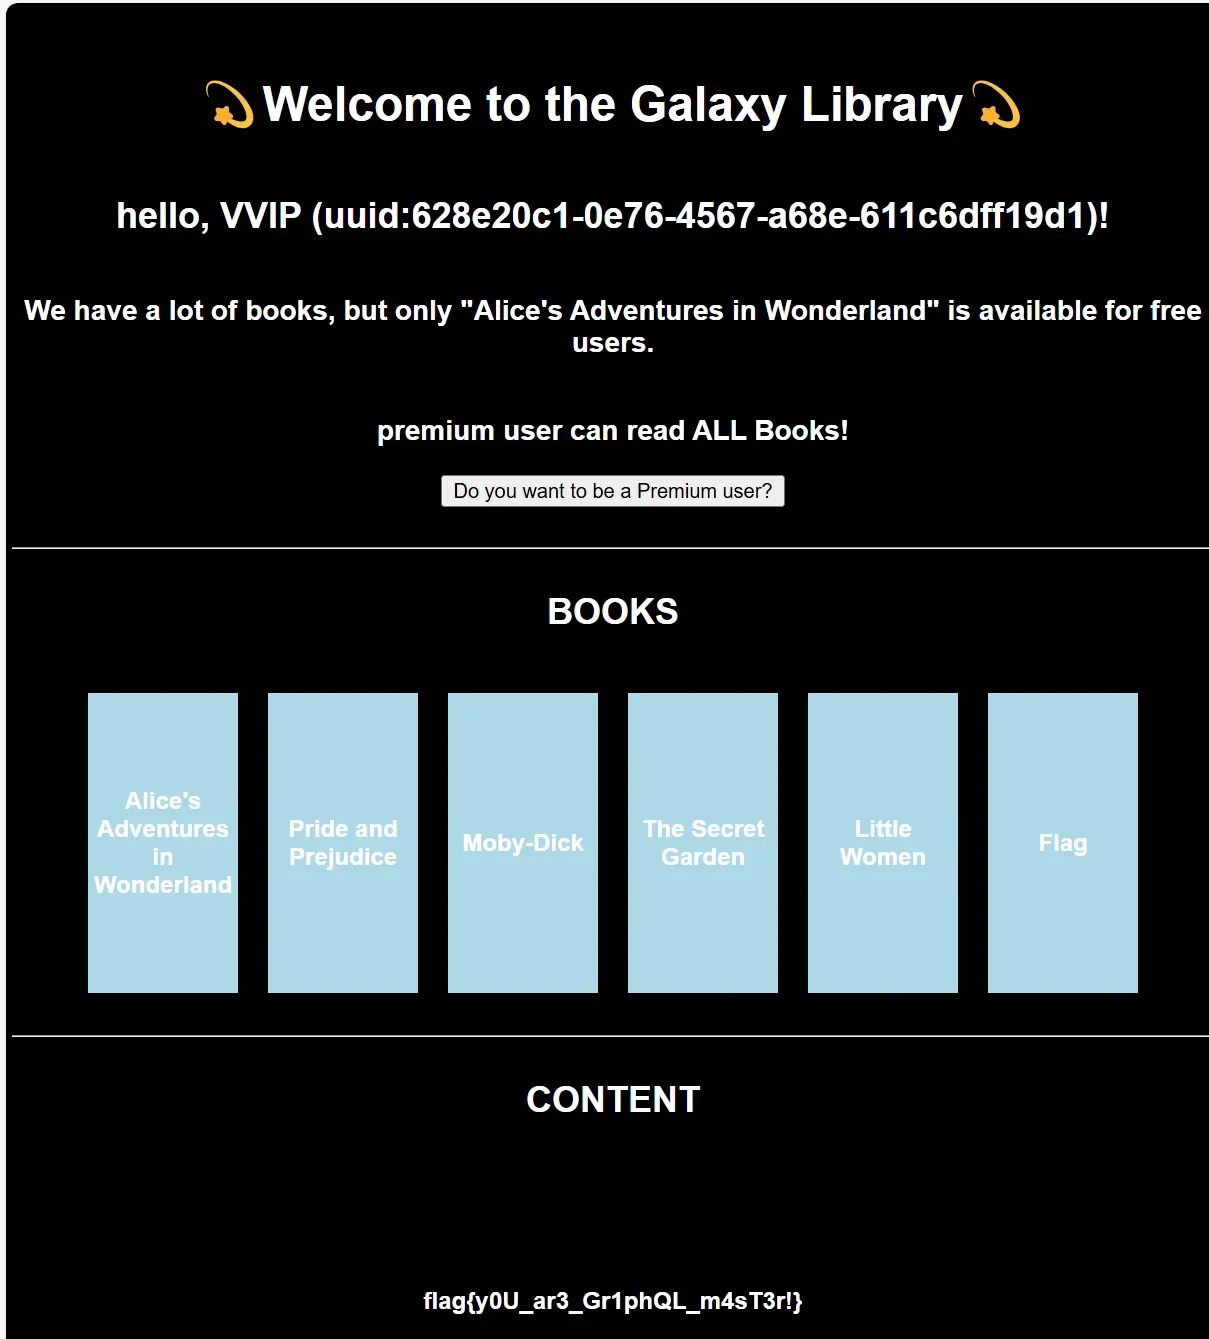 💫Welcome to the Galaxy Library💫
hello, VVIP (uuid:628e20c1-0e76-4567-a68e-611c6dff19d1)!
We have a lot of books, but only "Alice's Adventures in Wonderland" is available for free
users.
premium user can read ALL Books!
Do you want to be a Premium user?
BOOKS
Alice's
Adventures
in
Wonderland
Pride and
Prejudice
Moby-Dick
The Secret
Garden
Little
Women
Flag
CONTENT
flag{y0U_ar3_Gr1phQL_m4sT3r!}